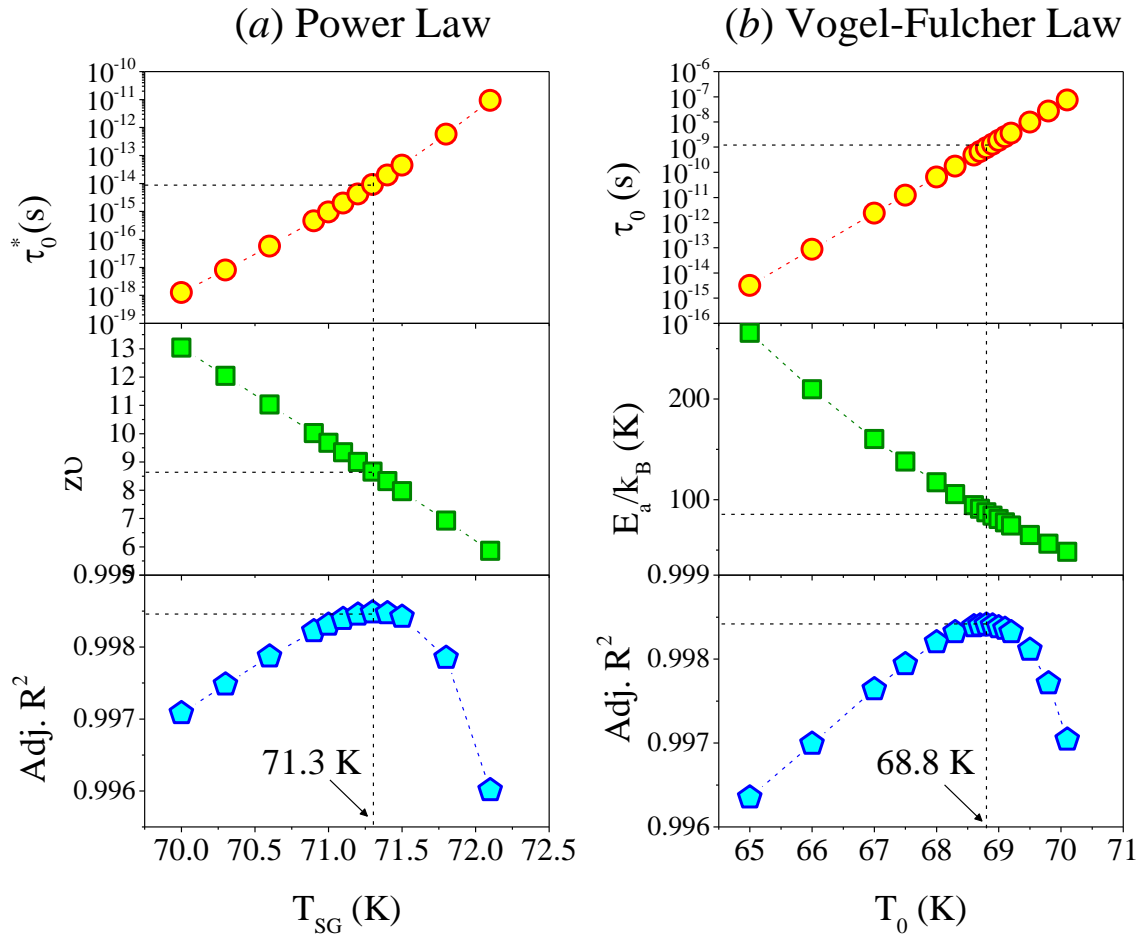 (a) Power Law
τ₀*(s)
10⁻¹⁰
10⁻¹¹
10⁻¹²
10⁻¹³
10⁻¹⁴
10⁻¹⁵
10⁻¹⁶
10⁻¹⁷
10⁻¹⁸
10⁻¹⁹
zυ
13
12
11
10
9
8
7
6
5
Adj. R²
0.999
0.998
0.997
0.996
71.3 K
70.0 70.5 71.0 71.5 72.0 72.5
T_SG (K)
(b) Vogel-Fulcher Law
τ₀ (s)
10⁻⁶
10⁻⁷
10⁻⁸
10⁻⁹
10⁻¹⁰
10⁻¹¹
10⁻¹²
10⁻¹³
10⁻¹⁴
10⁻¹⁵
10⁻¹⁶
Eₐ/k_B (K)
200
100
Adj. R²
0.999
0.998
0.997
0.996
68.8 K
65 66 67 68 69 70 71
T₀ (K)